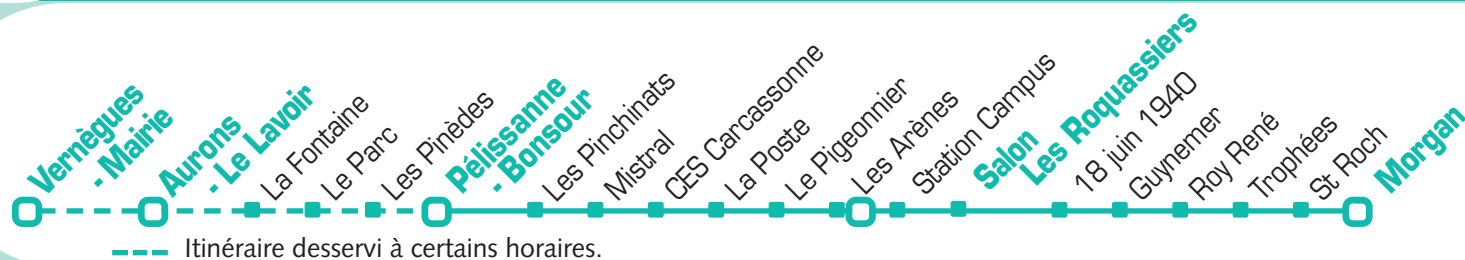 Vernègues
- Mairie
Aurons
- Le Lavoir
La Fontaine
Le Parc
Les Pinèdes
Pélissanne
- Bonsour
Les Pinchinats
Mistral
CES Carcassonne
La Poste
Le Pigeonnier
Les Arènes
Station Campus
Salon
Les Roquassiers
18 juin 1940
Guynemer
Roy René
Trophées
St Roch
Morgan
Itinéraire desservi à certains horaires.